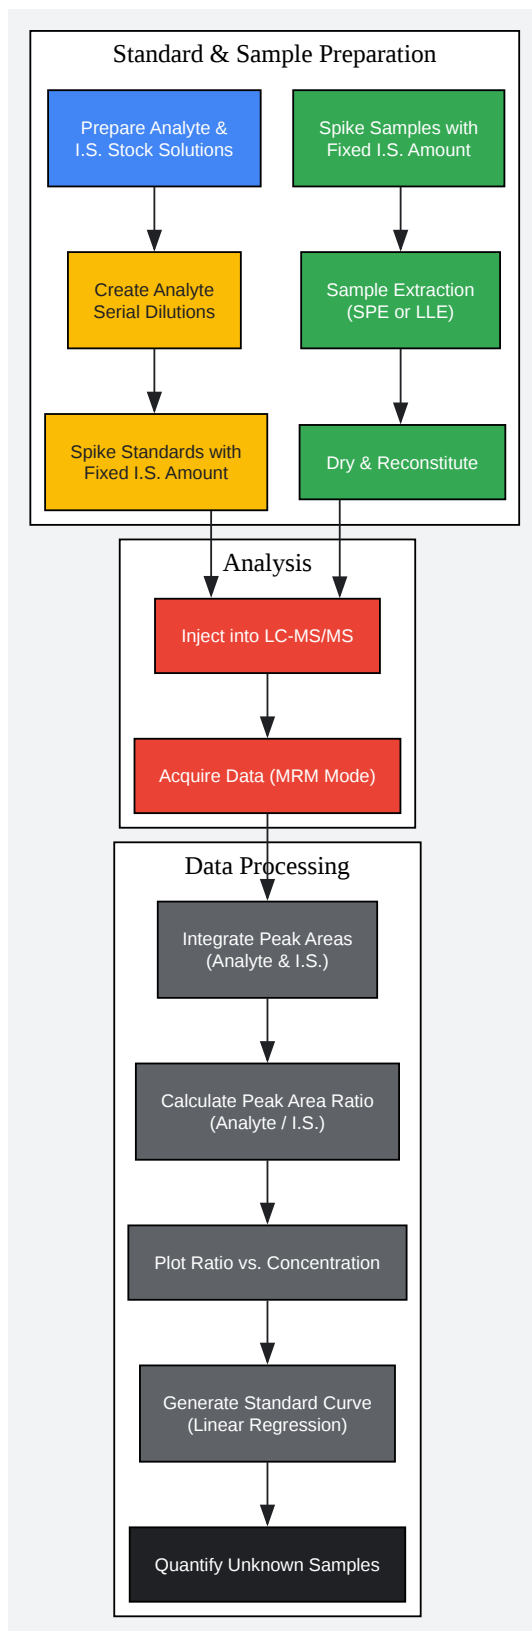 Standard & Sample Preparation
Prepare Analyte &
I.S. Stock Solutions
Spike Samples with
Fixed I.S. Amount
Create Analyte
Serial Dilutions
Sample Extraction
(SPE or LLE)
Spike Standards with
Fixed I.S. Amount
Dry & Reconstitute
Analysis
Inject into LC-MS/MS
Acquire Data (MRM Mode)
Data Processing
Integrate Peak Areas
(Analyte & I.S.)
Calculate Peak Area Ratio
(Analyte / I.S.)
Plot Ratio vs. Concentration
Generate Standard Curve
(Linear Regression)
Quantify Unknown Samples